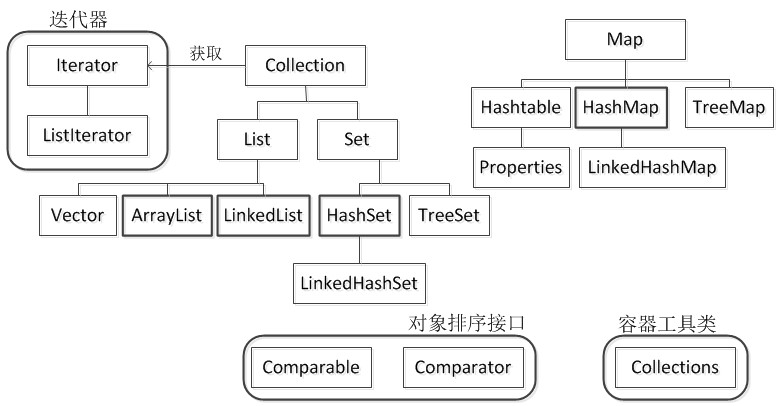 迭代器
Iterator
获取
Collection
Map
ListIterator
List
Set
Hashtable
HashMap
TreeMap
Properties
LinkedHashMap
Vector
ArrayList
LinkedList
HashSet
TreeSet
LinkedHashSet
对象排序接口
Comparable
Comparator
容器工具类
Collections